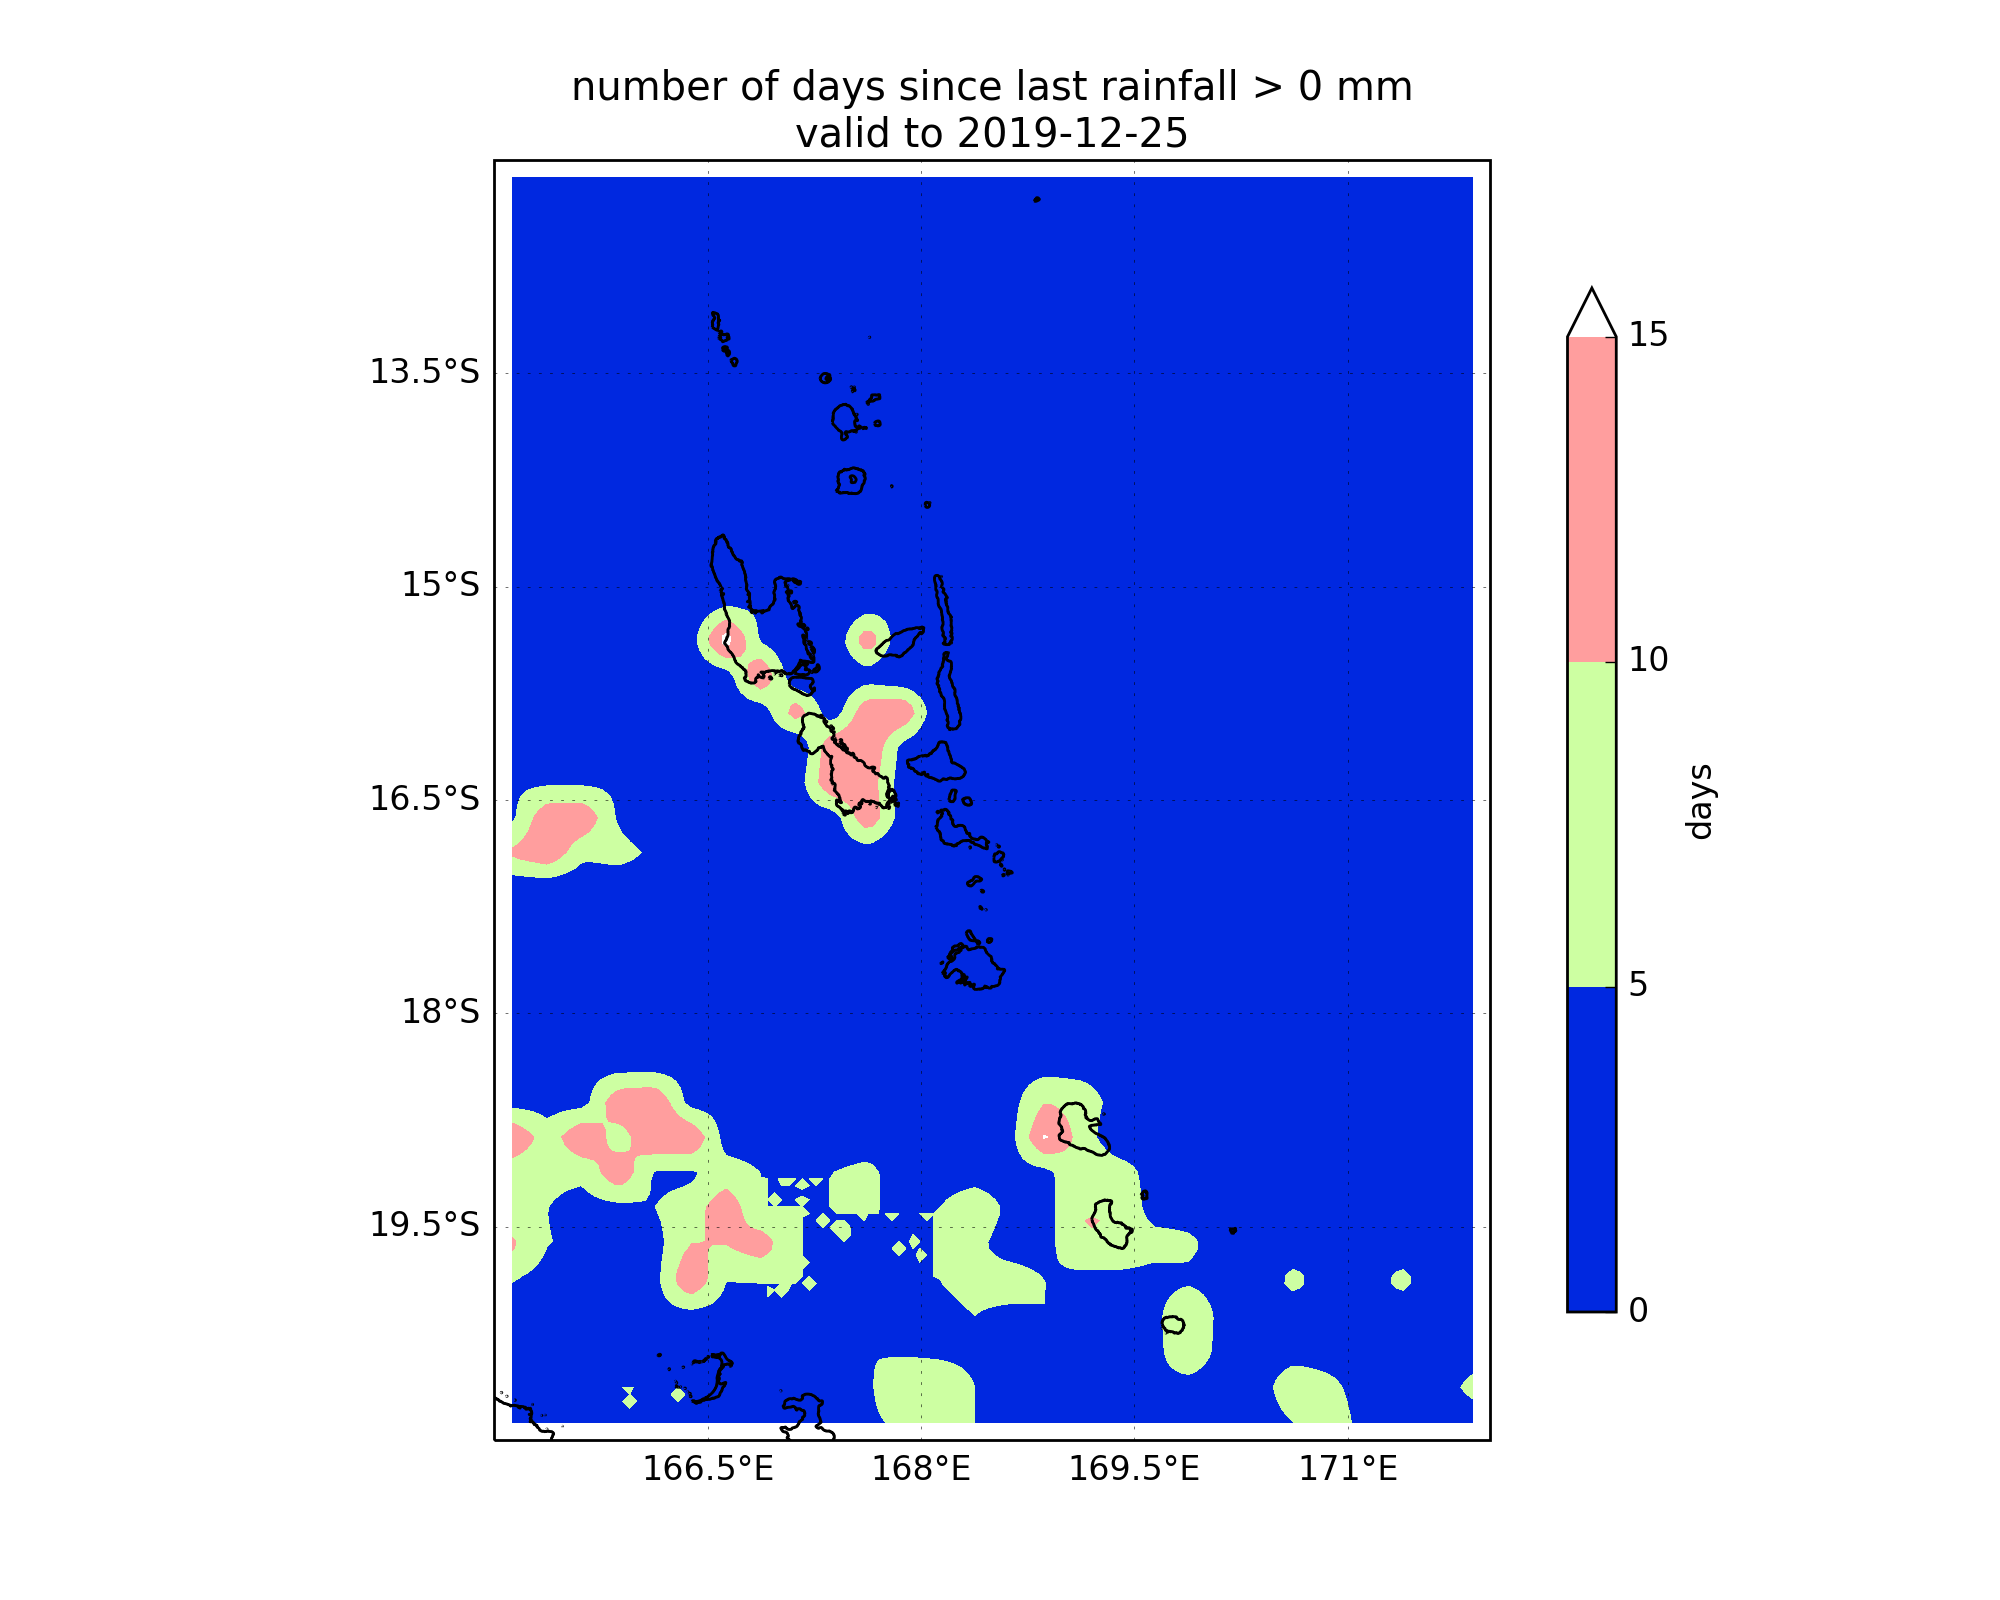 number of days since last rainfall > 0 mm
valid to 2019-12-25
13.5°S
15°S
16.5°S
18°S
19.5°S
166.5°E
168°E
169.5°E
171°E
15
10
5
0
days